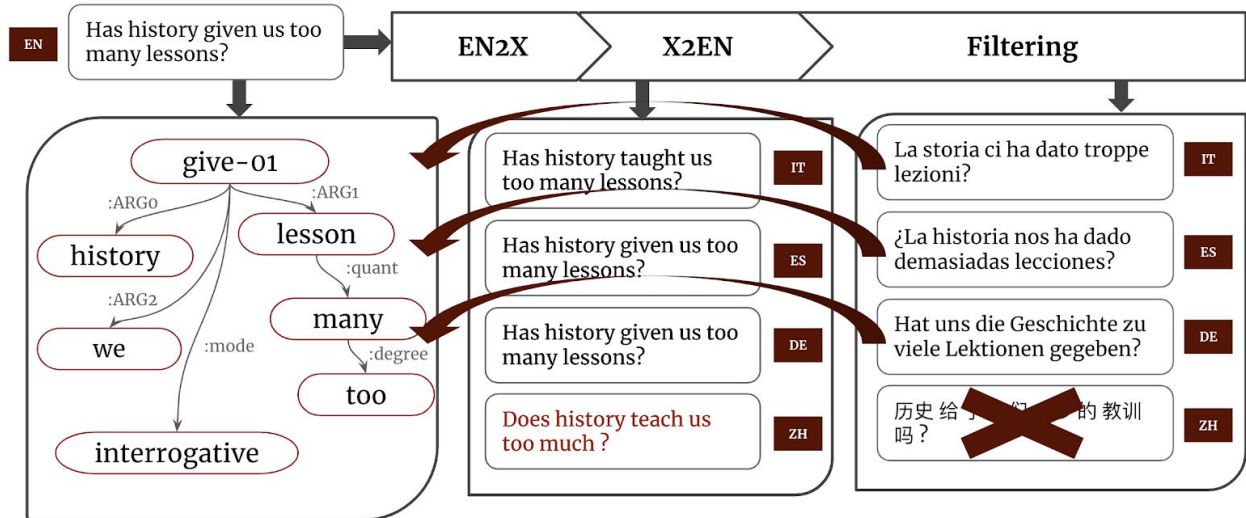 EN
Has history given us too
many lessons?
EN2X
X2EN
Filtering
give-01
:ARG0
:ARG1
history
lesson
:quant
:ARG2
we
many
:mode
:degree
too
interrogative
Has history taught us
too many lessons?
IT
Has history given us too
many lessons?
ES
Has history given us too
many lessons?
DE
Does history teach us
too much ?
ZH
La storia ci ha dato troppe
lezioni?
IT
¿La historia nos ha dado
demasiadas lecciones?
ES
Hat uns die Geschichte zu
viele Lektionen gegeben?
DE
历史 给 们 的 教训
吗？
ZH